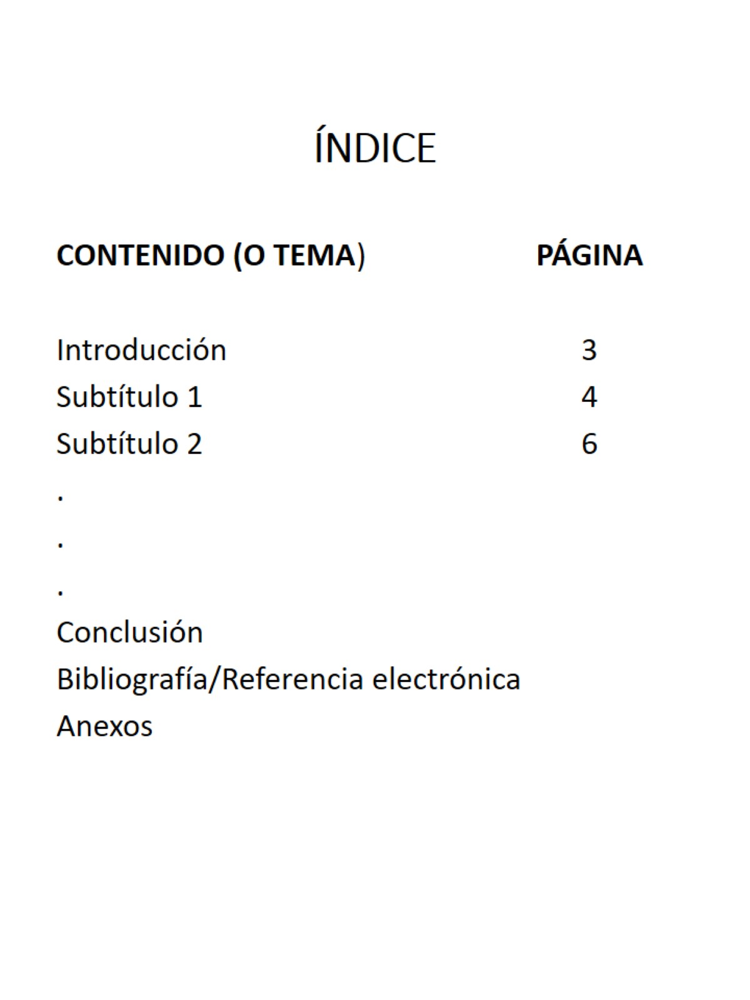 ÍNDICE
CONTENIDO (O TEMA) PÁGINA
Introducción 3
Subtítulo 1 4
Subtítulo 2 6
.
.
.
Conclusión
Bibliografía/Referencia electrónica
Anexos